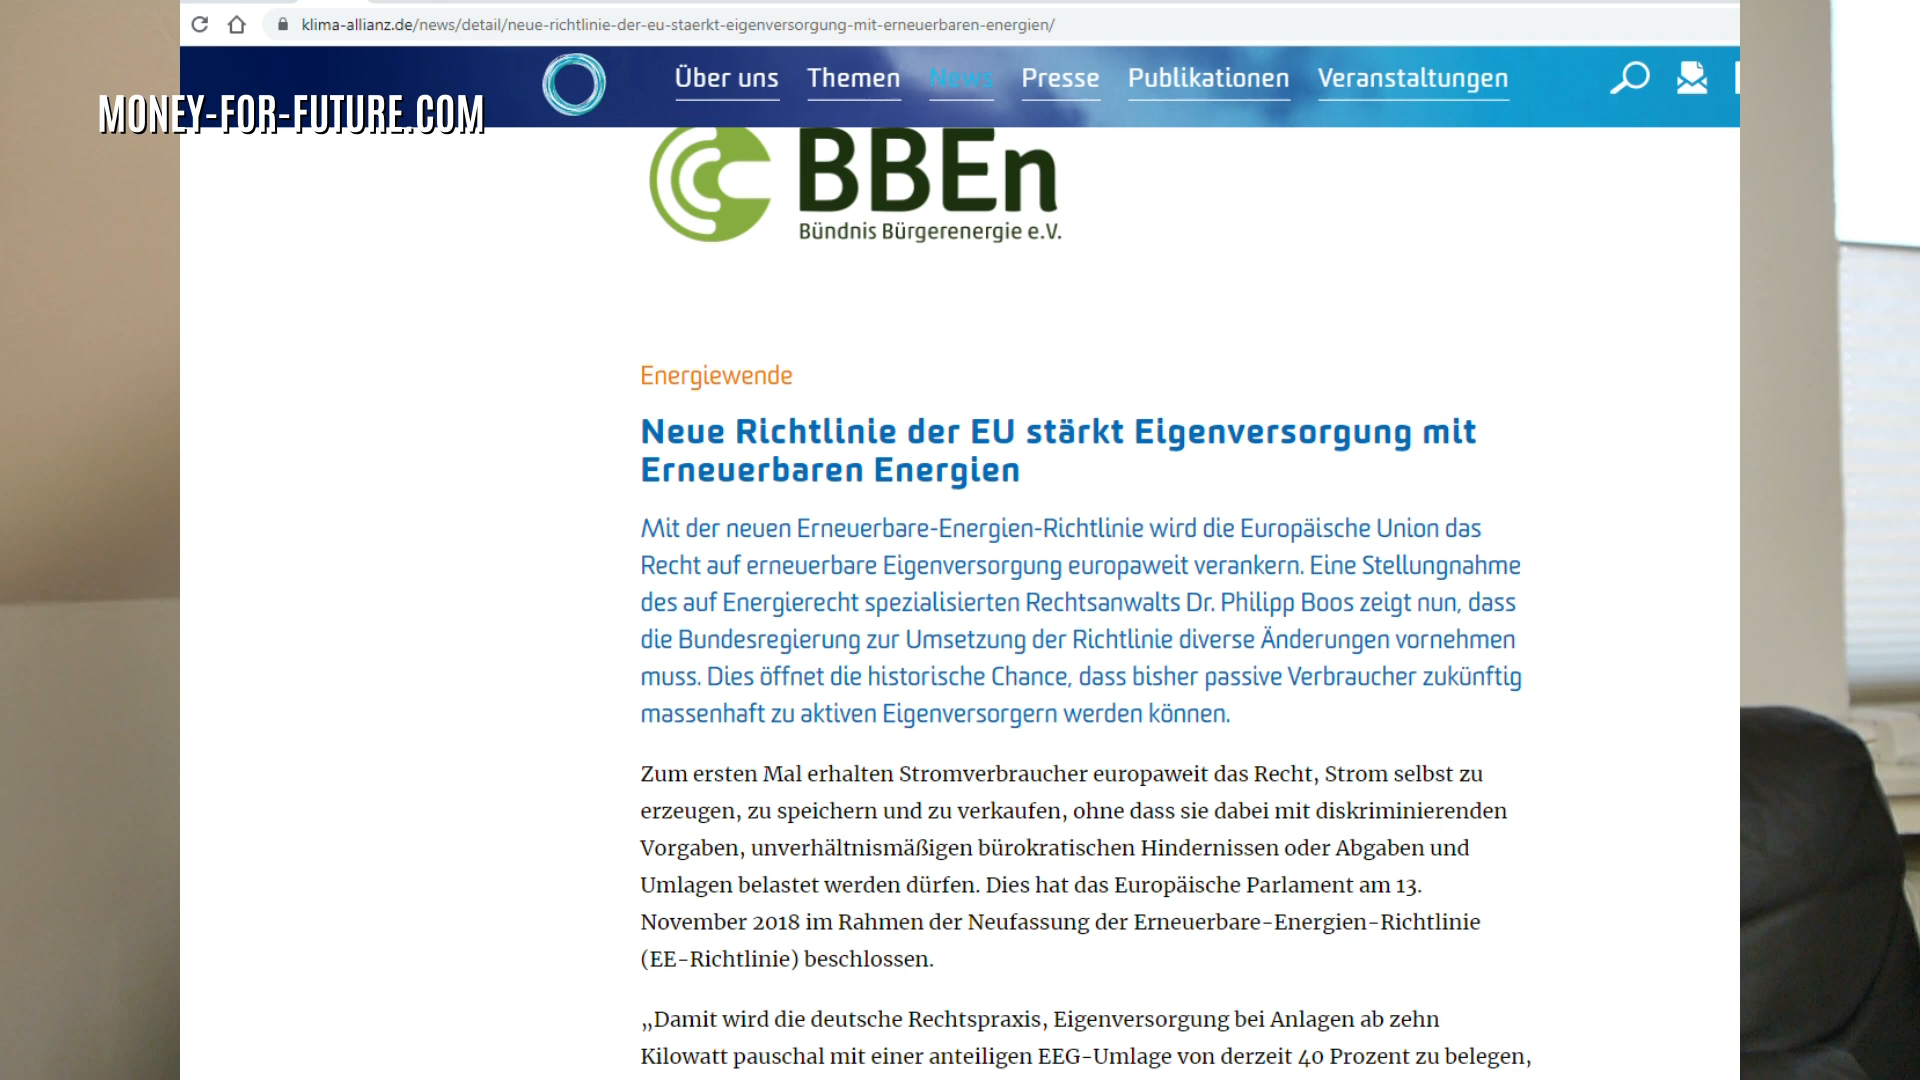 klima-allianz.de/news/detail/neue-richtlinie-der-eu-staerkt-eigenversorgung-mit-erneuerbaren-energien/
Über uns Themen News Presse Publikationen Veranstaltungen
MONEY-FOR-FUTURE.COM
BBEn
Bündnis Bürgerenergie e.V.
Energiewende
Neue Richtlinie der EU stärkt Eigenversorgung mit
Erneuerbaren Energien
Mit der neuen Erneuerbare-Energien-Richtlinie wird die Europäische Union das
Recht auf erneuerbare Eigenversorgung europaweit verankern. Eine Stellungnahme
des auf Energierecht spezialisierten Rechtsanwalts Dr. Philipp Boos zeigt nun, dass
die Bundesregierung zur Umsetzung der Richtlinie diverse Änderungen vornehmen
muss. Dies öffnet die historische Chance, dass bisher passive Verbraucher zukünftig
massenhaft zu aktiven Eigenversorgern werden können.
Zum ersten Mal erhalten Stromverbraucher europaweit das Recht, Strom selbst zu
erzeugen, zu speichern und zu verkaufen, ohne dass sie dabei mit diskriminierenden
Vorgaben, unverhältnismäßigen bürokratischen Hindernissen oder Abgaben und
Umlagen belastet werden dürfen. Dies hat das Europäische Parlament am 13.
November 2018 im Rahmen der Neufassung der Erneuerbare-Energien-Richtlinie
(EE-Richtlinie) beschlossen.
„Damit wird die deutsche Rechtspraxis, Eigenversorgung bei Anlagen ab zehn
Kilowatt pauschal mit einer anteiligen EEG-Umlage von derzeit 40 Prozent zu belegen,